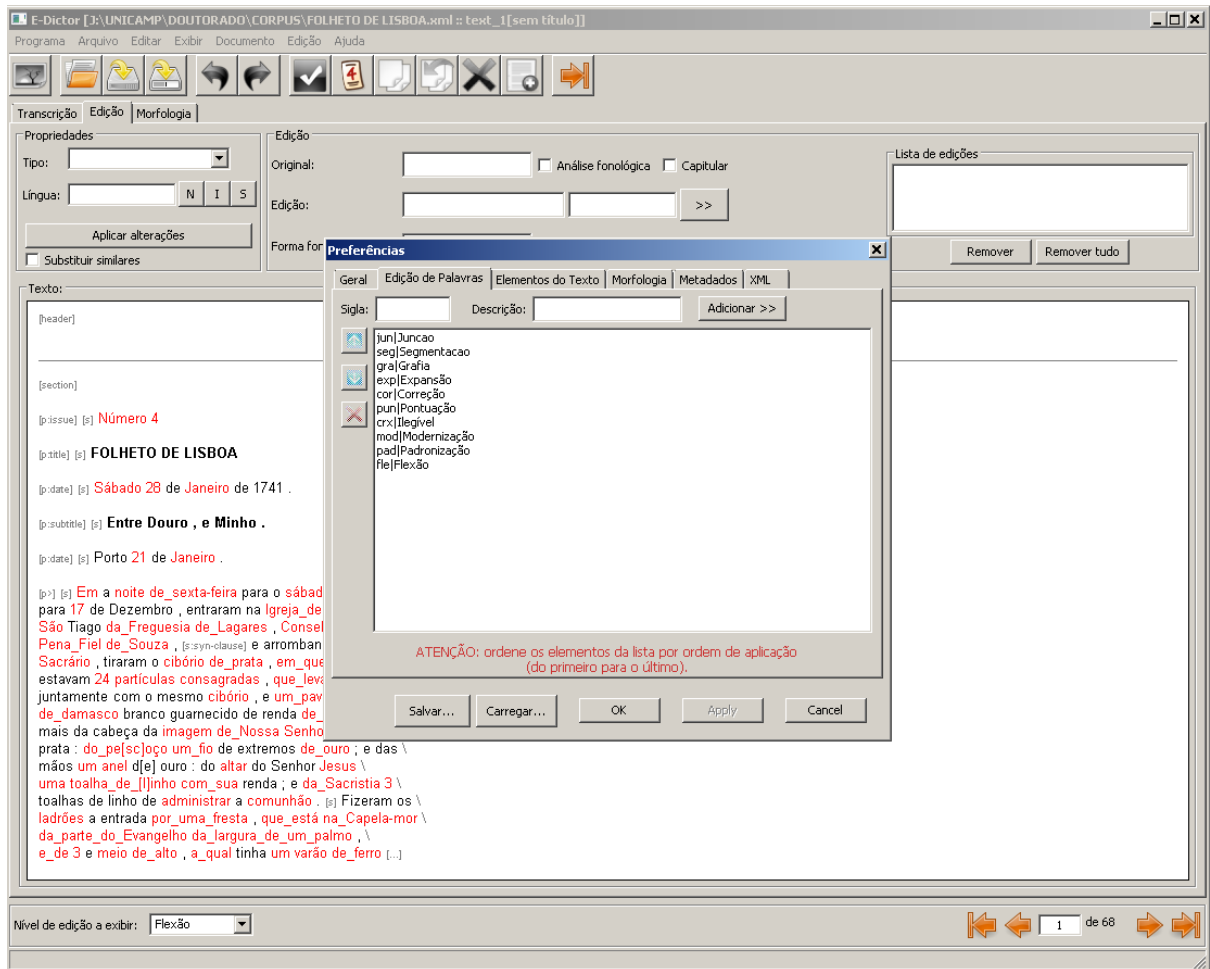 E-Dictor [J:\UNICAMP\DOUTORADO\CORPUS\FOLHETO DE LISBOA.xml :: text_1[sem título]]
Programa Arquivo Editar Exibir Documento Edição Ajuda
Transcrição Edição Morfologia
Propriedades
Tipo:
Língua: N I S
Aplicar alterações
Substituir similares
Edição
Original: Análise fonológica Capitular
Edição: >>
Forma for
Lista de edições
Remover Remover tudo
Preferências
Geral Edição de Palavras Elementos do Texto Morfologia Metadados XML
Sigla: Descrição: Adicionar >>
jun|Juncao
seg|Segmentacao
gra|Grafia
exp|Expansão
cor|Correção
pun|Pontuação
crx|Ilegível
mod|Modernização
pad|Padronização
fle|Flexão
ATENÇÃO: ordene os elementos da lista por ordem de aplicação
(do primeiro para o último).
Salvar... Carregar... OK Apply Cancel
Texto:
[header]
[section]
[p:issue] [s] Número 4
[p:title] [s] FOLHETO DE LISBOA
[p:date] [s] Sábado 28 de Janeiro de 1741 .
[p:subtitle] [s] Entre Douro , e Minho .
[p:date] [s] Porto 21 de Janeiro .
[p>] [s] Em a noite de_sexta-feira para o sábad
para 17 de Dezembro , entraram na Igreja_de
São Tiago da_Freguesia de_Lagares , Consel
Pena_Fiel de_Souza , [s:syn-clause] e arromban
Sacrário , tiraram o cibório de_prata , em_que
estavam 24 partículas consagradas , que_leva
juntamente com o mesmo cibório , e um_pav
de_damasco branco guarnecido de renda de_
mais da cabeça da imagem de_Nossa Senho
prata : do_pe[sc]oço um_fio de extremos de_ouro ; e das \
mãos um anel d[e] ouro : do altar do Senhor Jesus \
uma toalha_de_[l]inho com_sua renda ; e da_Sacristia 3 \
toalhas de linho de administrar a comunhão . [s] Fizeram os \
ladrões a entrada por_uma_fresta , que_está na_Capela-mor \
da_parte_do_Evangelho da_largura_de_um_palmo , \
e_de 3 e meio de_alto , a_qual tinha um varão de_ferro [...]
Nível de edição a exibir: Flexão
1 de 68